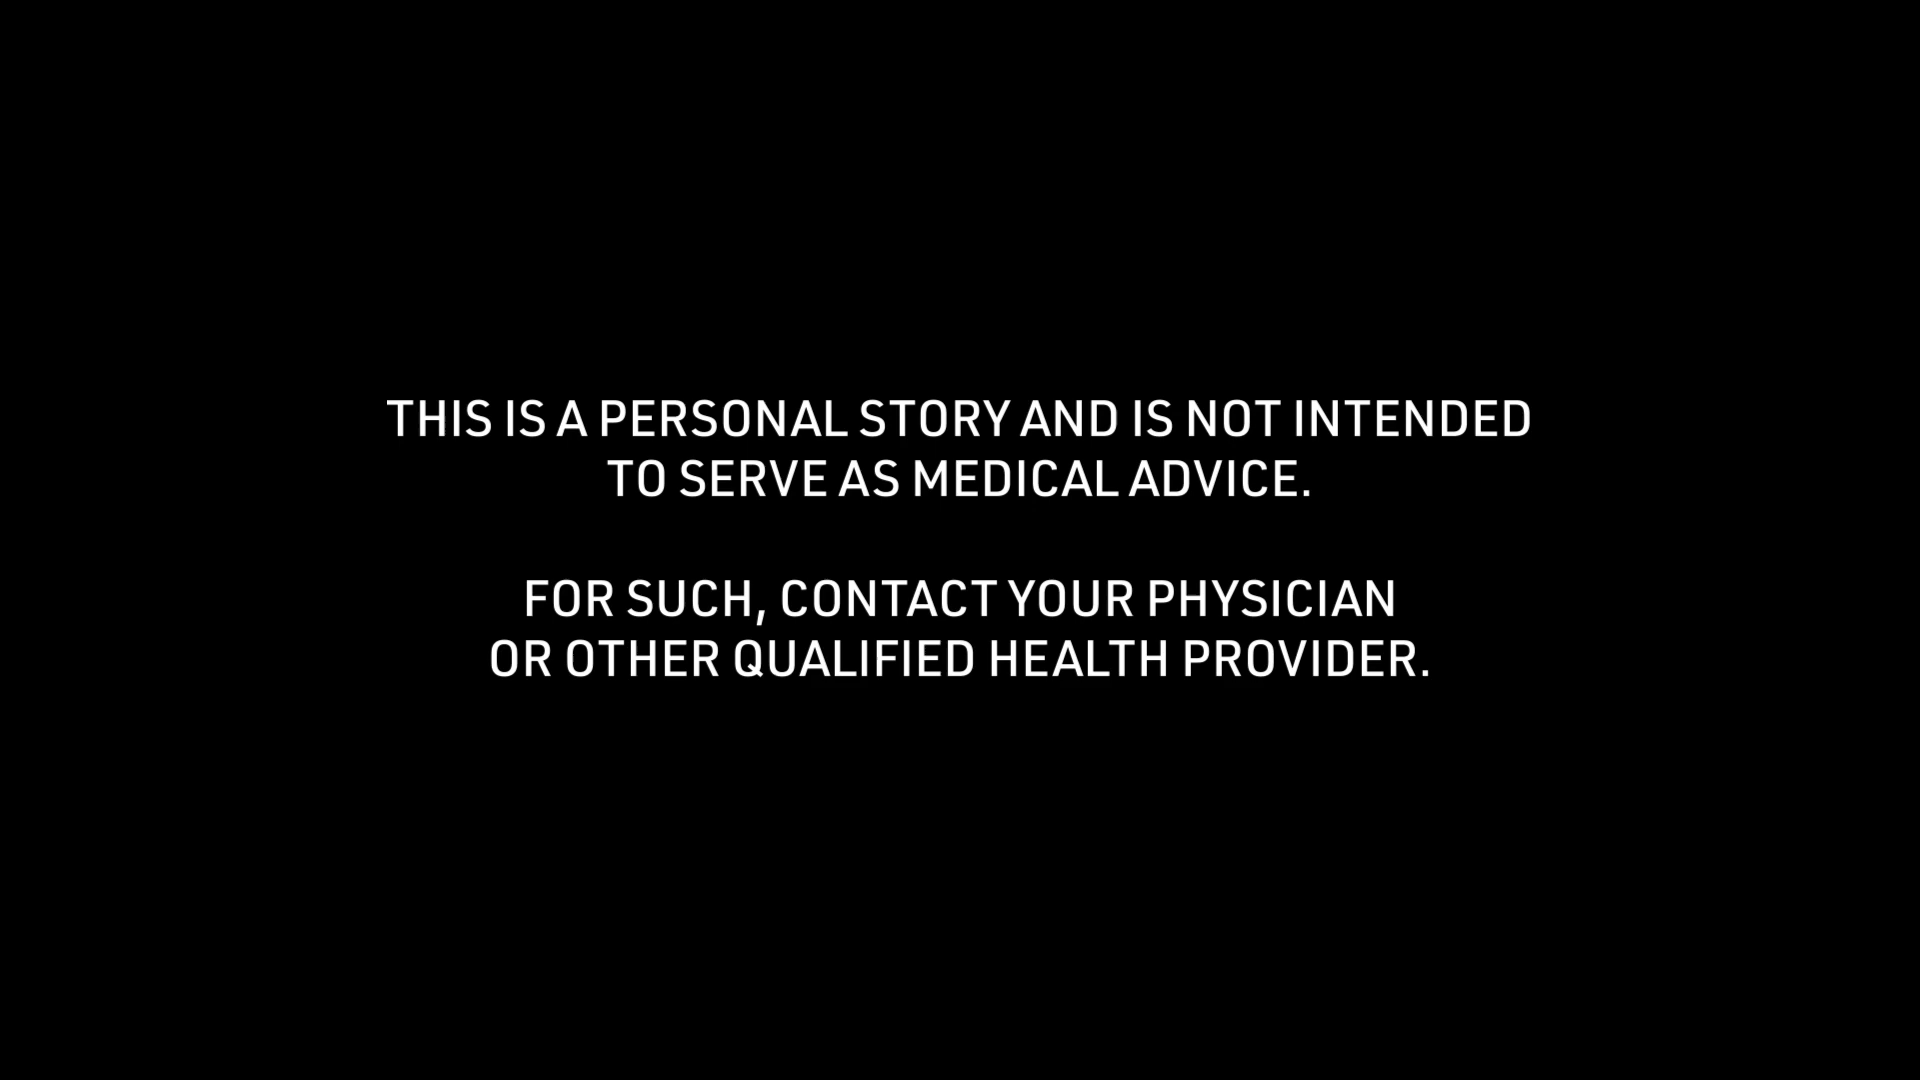 THIS IS A PERSONAL STORY AND IS NOT INTENDED
TO SERVE AS MEDICAL ADVICE.
FOR SUCH, CONTACT YOUR PHYSICIAN
OR OTHER QUALIFIED HEALTH PROVIDER.